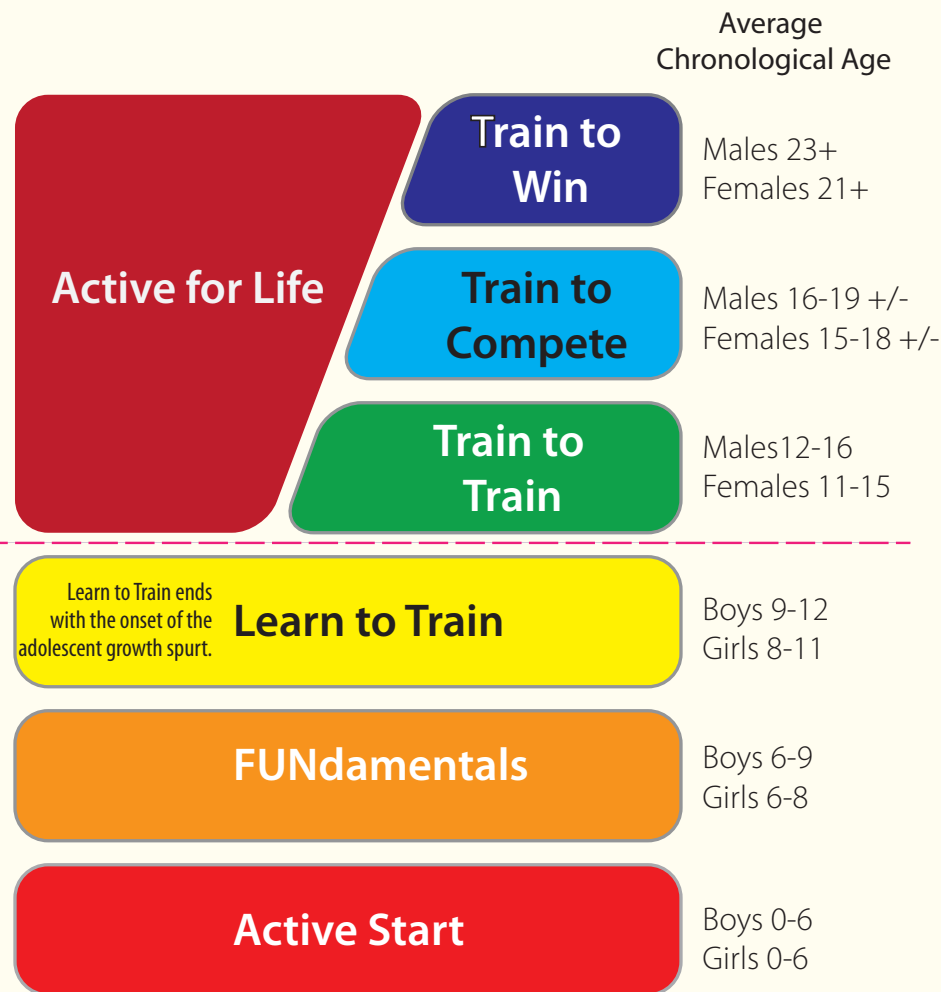 Average
Chronological Age
Train to
Win
Males 23+
Females 21+
Active for Life
Train to
Compete
Males 16-19 +/-
Females 15-18 +/-
Train to
Train
Males12-16
Females 11-15
Learn to Train ends
with the onset of the
adolescent growth spurt.
Learn to Train
Boys 9-12
Girls 8-11
FUNdamentals
Boys 6-9
Girls 6-8
Active Start
Boys 0-6
Girls 0-6